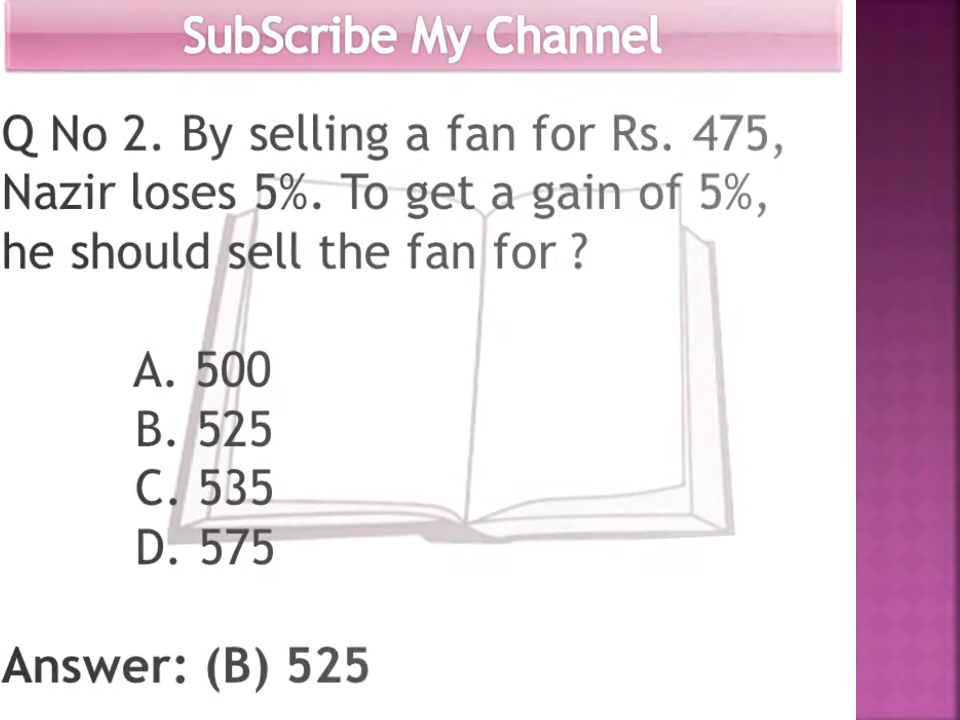 SubScribe My Channel
Q No 2. By selling a fan for Rs. 475,
Nazir loses 5%. To get a gain of 5%,
he should sell the fan for ?
A. 500
B. 525
C. 535
D. 575
Answer: (B) 525